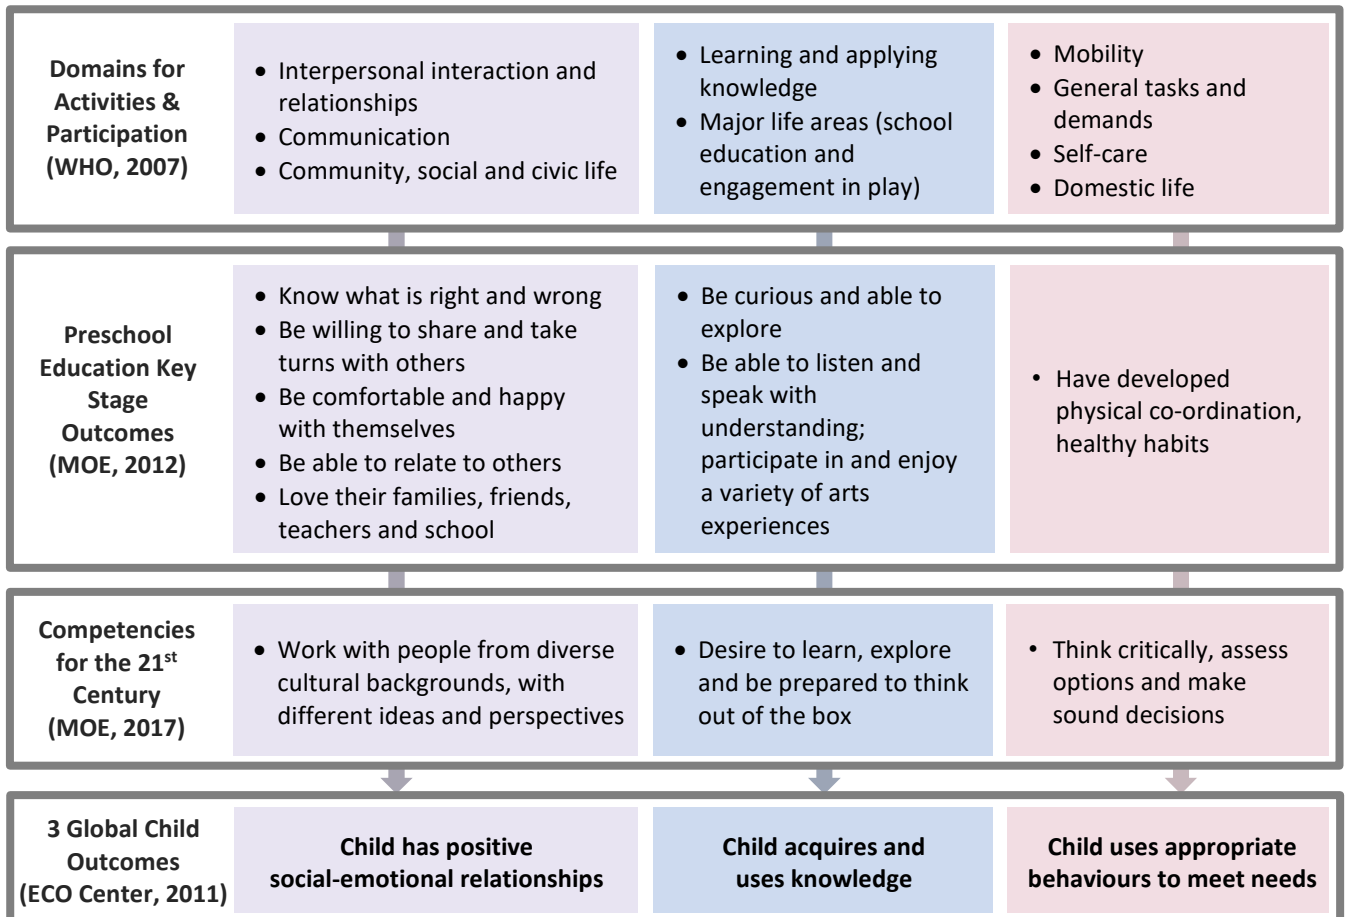 Domains for
Activities &
Participation
(WHO, 2007)
• Interpersonal interaction and
relationships
• Communication
• Community, social and civic life
• Learning and applying
knowledge
• Major life areas (school
education and
engagement in play)
• Mobility
• General tasks and
demands
• Self-care
• Domestic life
Preschool
Education Key
Stage
Outcomes
(MOE, 2012)
• Know what is right and wrong
• Be willing to share and take
turns with others
• Be comfortable and happy
with themselves
• Be able to relate to others
• Love their families, friends,
teachers and school
• Be curious and able to
explore
• Be able to listen and
speak with
understanding;
participate in and enjoy
a variety of arts
experiences
• Have developed
physical co-ordination,
healthy habits
Competencies
for the 21st
Century
(MOE, 2017)
• Work with people from diverse
cultural backgrounds, with
different ideas and perspectives
• Desire to learn, explore
and be prepared to think
out of the box
• Think critically, assess
options and make
sound decisions
3 Global Child
Outcomes
(ECO Center, 2011)
Child has positive
social-emotional relationships
Child acquires and
uses knowledge
Child uses appropriate
behaviours to meet needs